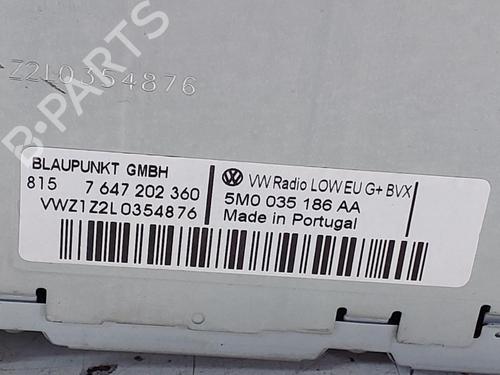 Z2L0354876
B-PARTS
BLAUPUNKT GMBH
815 7 647 202 360
VWZ1Z2L0354876
VW Radio LOW EU G+ BVX
5M0 035 186 AA
Made in Portugal